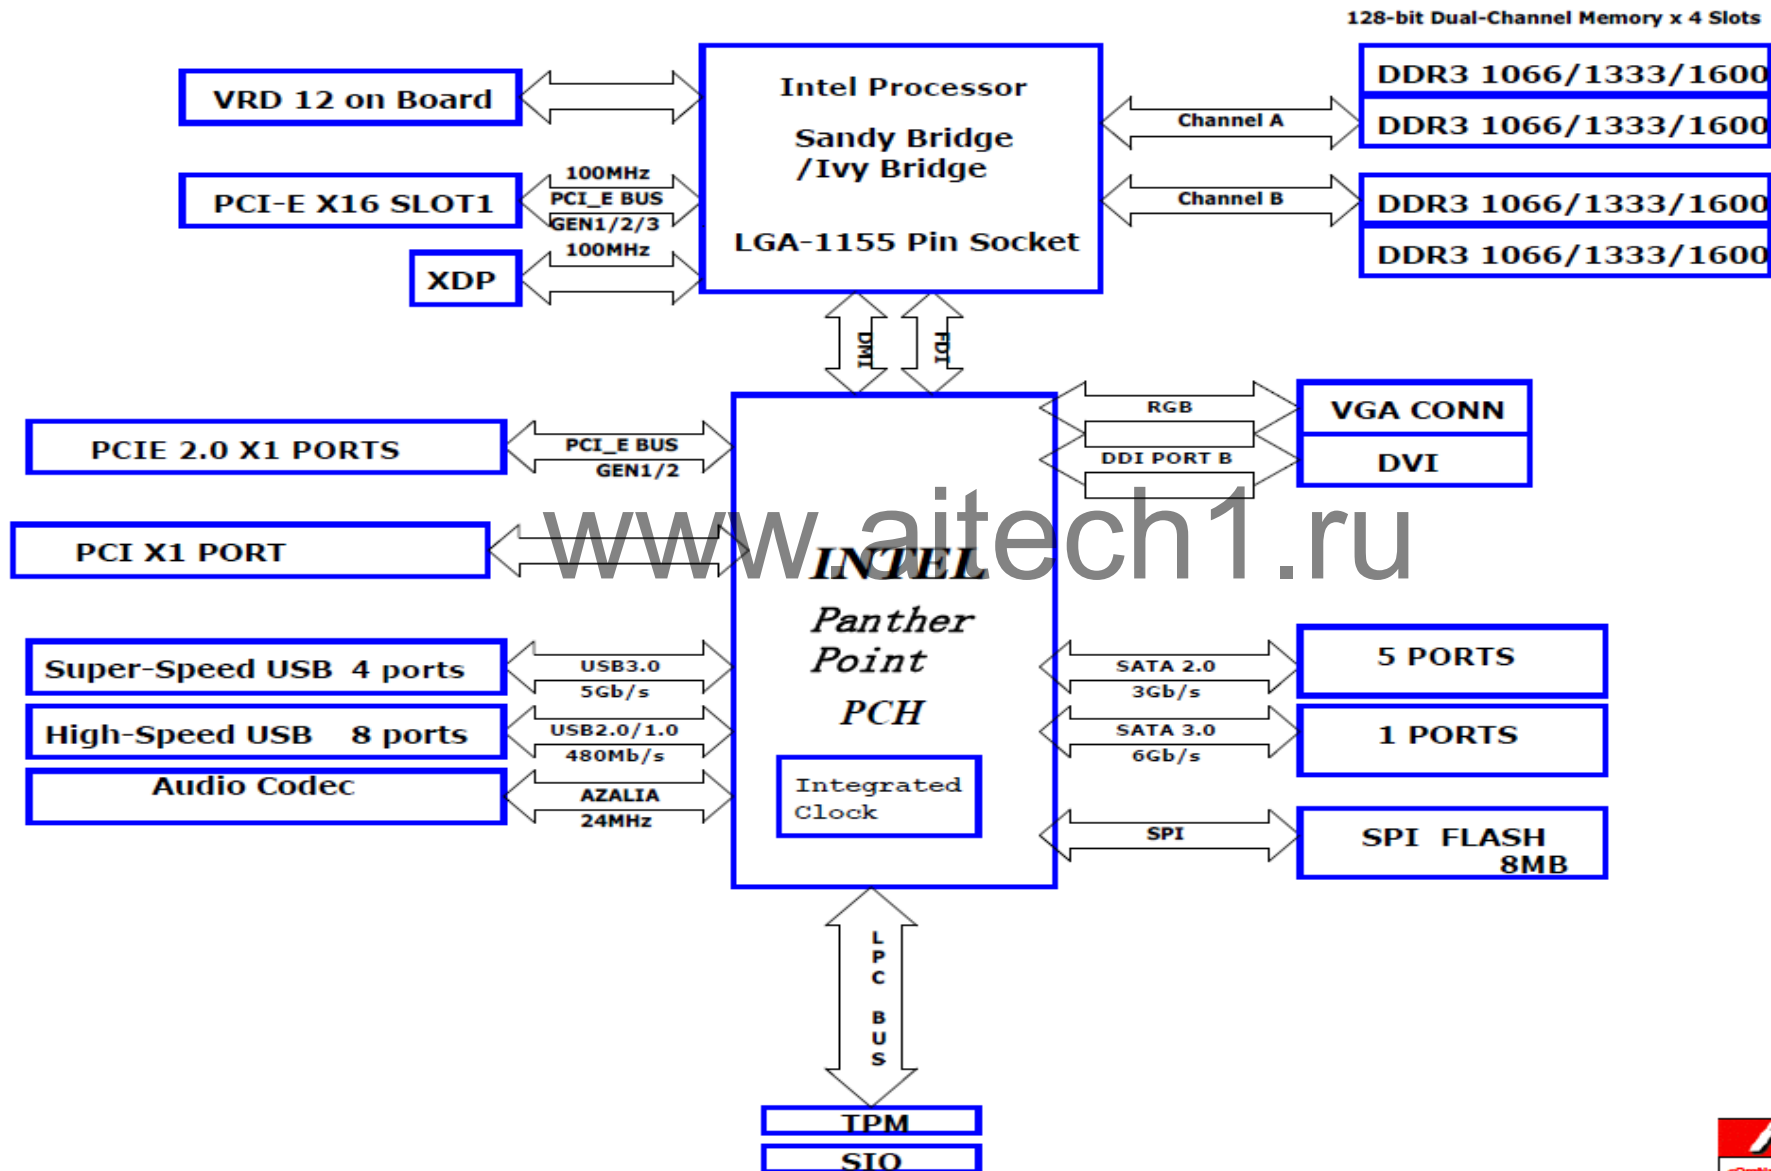 128-bit Dual-Channel Memory x 4 Slots
VRD 12 on Board
Intel Processor
Sandy Bridge
/Ivy Bridge
LGA-1155 Pin Socket
Channel A
DDR3 1066/1333/1600
DDR3 1066/1333/1600
PCI-E X16 SLOT1
100MHz
PCI_E BUS
GEN1/2/3
Channel B
DDR3 1066/1333/1600
DDR3 1066/1333/1600
XDP
100MHz
DMI
FDI
PCIE 2.0 X1 PORTS
PCI_E BUS
GEN1/2
RGB
VGA CONN
DDI PORT B
DVI
www.aitech1.ru
PCI X1 PORT
INTEL
Panther
Point
PCH
Integrated
Clock
Super-Speed USB 4 ports
USB3.0
5Gb/s
High-Speed USB 8 ports
USB2.0/1.0
480Mb/s
Audio Codec
AZALIA
24MHz
SATA 2.0
3Gb/s
5 PORTS
SATA 3.0
6Gb/s
1 PORTS
SPI
SPI FLASH
8MB
LPC BUS
TPM
SIO